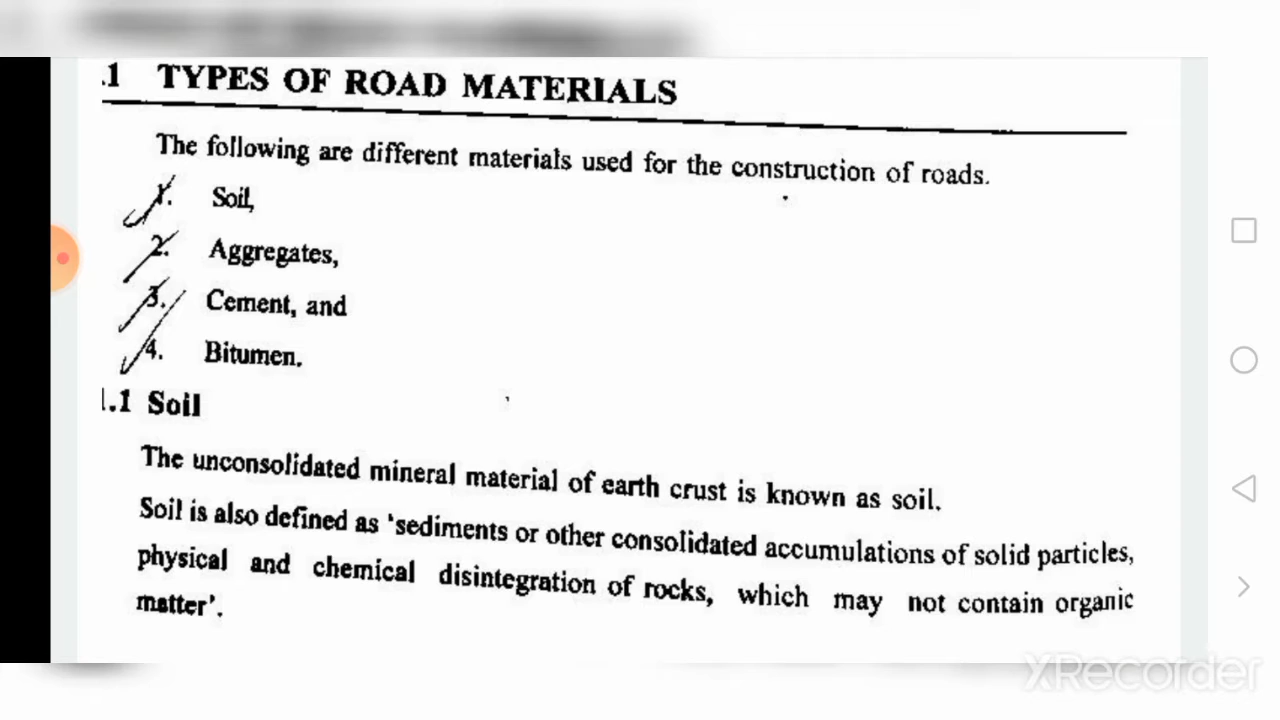 .1 TYPES OF ROAD MATERIALS
The following are different materials used for the construction of roads.
1. Soil,
2. Aggregates,
3. Cement, and
4. Bitumen.
1.1 Soil
The unconsolidated mineral material of earth crust is known as soil.
Soil is also defined as 'sediments or other consolidated accumulations of solid particles,
physical and chemical disintegration of rocks, which may not contain organic
matter'.
XRecorder